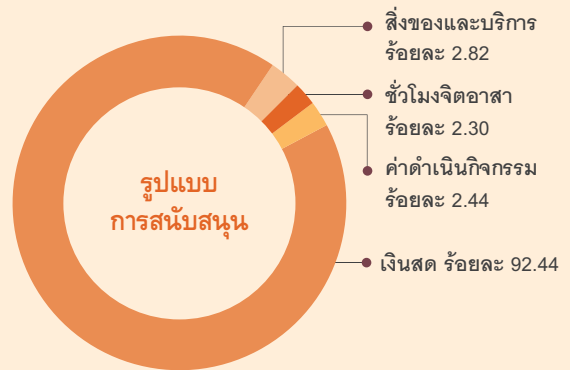 สิ่งของและบริการ
ร้อยละ 2.82
ชั่วโมงจิตอาสา
ร้อยละ 2.30
ค่าดำเนินกิจกรรม
ร้อยละ 2.44
เงินสด ร้อยละ 92.44
รูปแบบ
การสนับสนุน